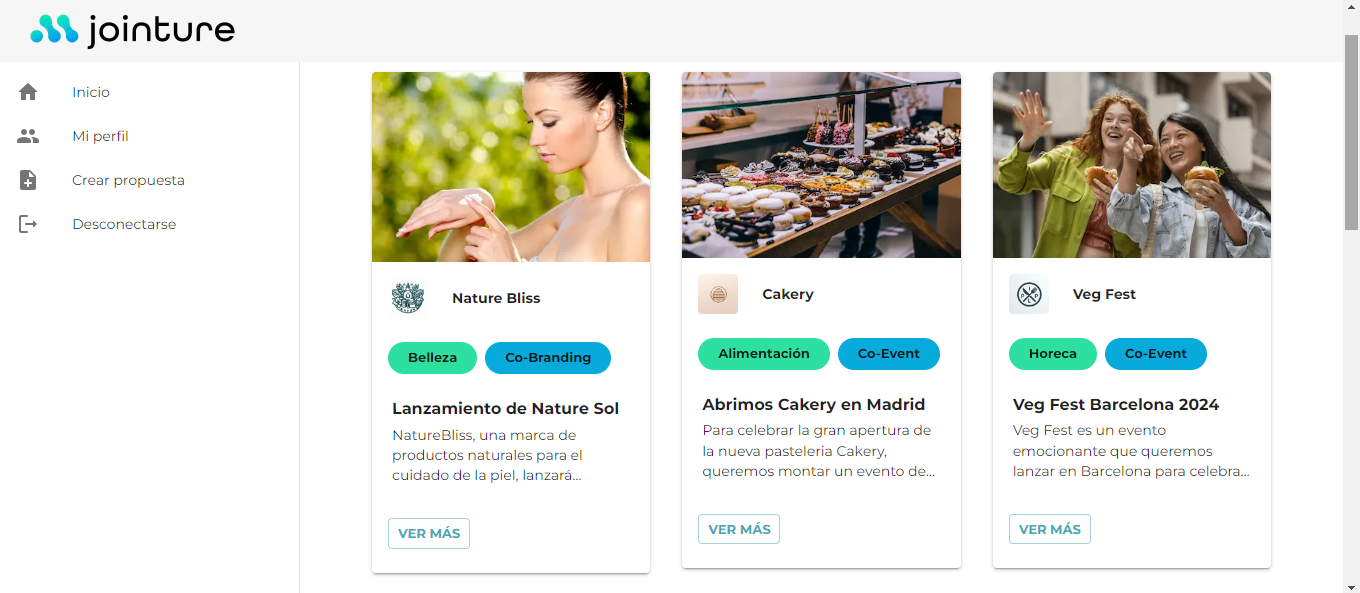 jointure
Inicio
Mi perfil
Crear propuesta
Desconectarse
Nature Bliss
Belleza
Co-Branding
Lanzamiento de Nature Sol
NatureBliss, una marca de
productos naturales para el
cuidado de la piel, lanzará...
VER MÁS
Cakery
Alimentación
Co-Event
Abrimos Cakery en Madrid
Para celebrar la gran apertura de
la nueva pasteleria Cakery,
queremos montar un evento de...
VER MÁS
Veg Fest
Horeca
Co-Event
Veg Fest Barcelona 2024
Veg Fest es un evento
emocionante que queremos
lanzar en Barcelona para celebra...
VER MÁS